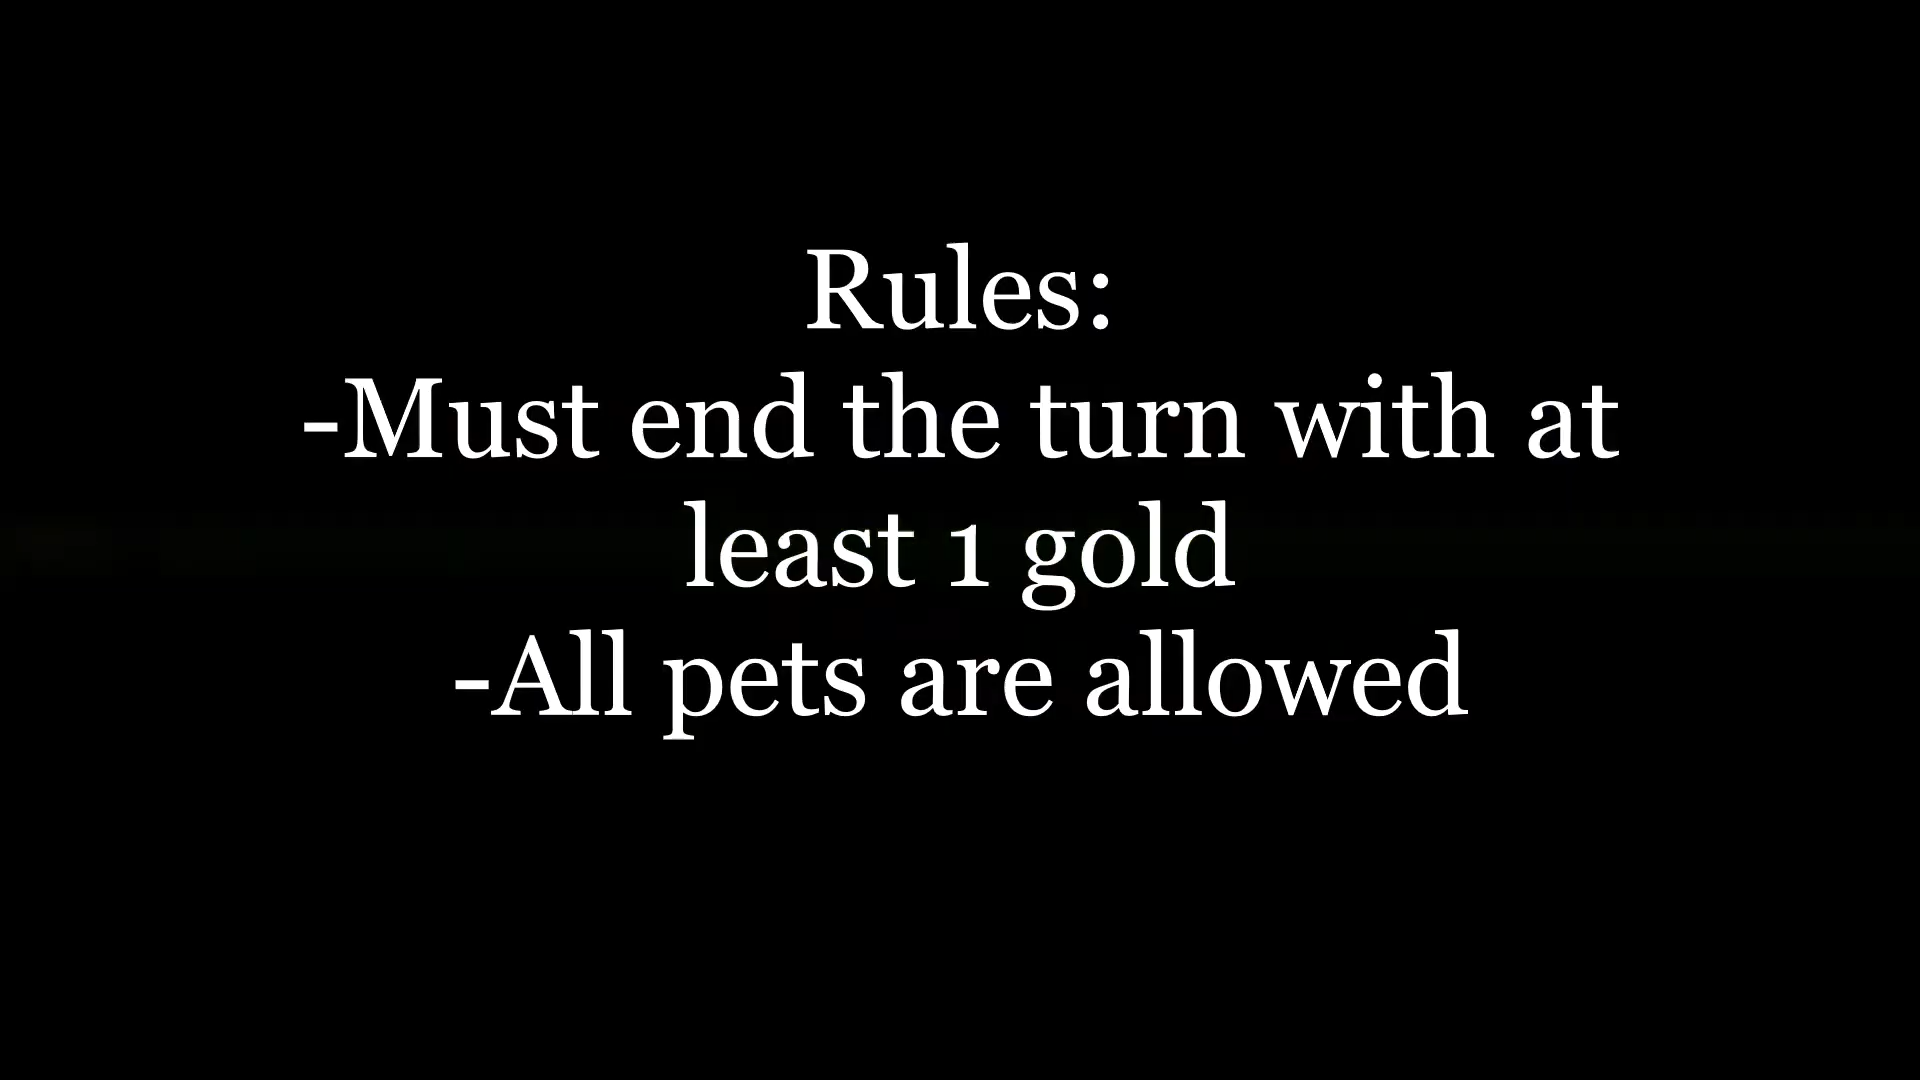 Rules:
-Must end the turn with at
least 1 gold
-All pets are allowed